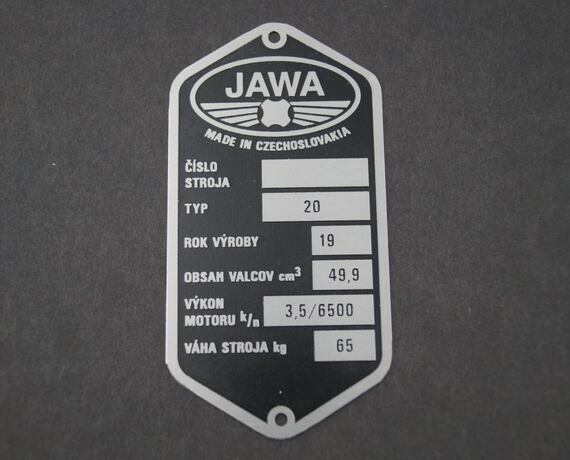 JAWA
MADE IN CZECHOSLOVAKIA
ČÍSLO
STROJA
TYP 20
ROK VÝROBY 19
OBSAH VALCOV cm³ 49,9
VÝKON
MOTORU k/n 3,5/6500
VÁHA STROJA kg 65